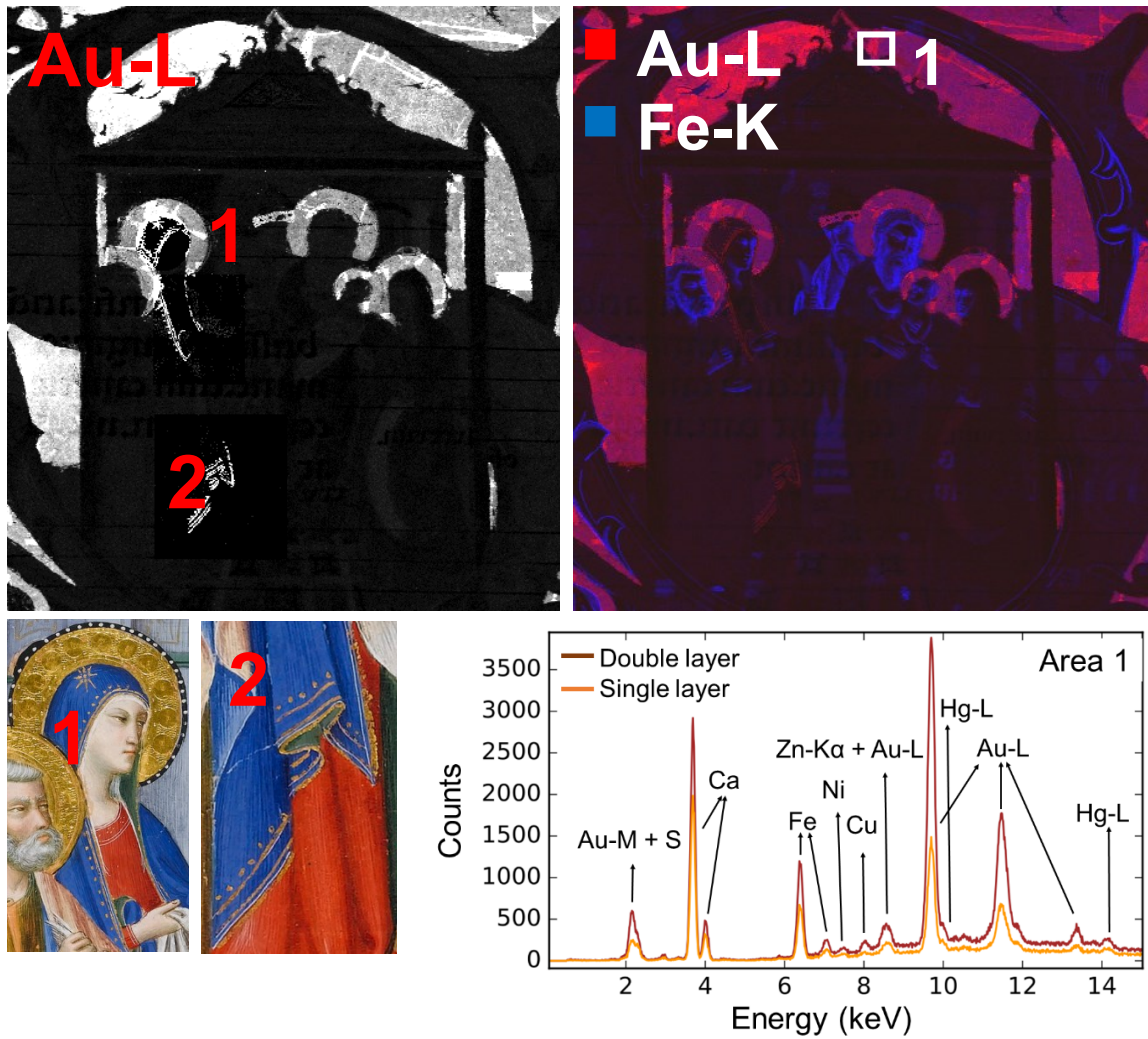 Au-L
1
2
Au-L
1
Fe-K
1
2
Double layer
Single layer
Area 1
Hg-L
Zn-Kα + Au-L
Au-L
Ni
Ca
Fe
Cu
Hg-L
Au-M + S
Counts
3500
3000
2500
2000
1500
1000
500
0
2
4
6
8
10
12
14
Energy (keV)